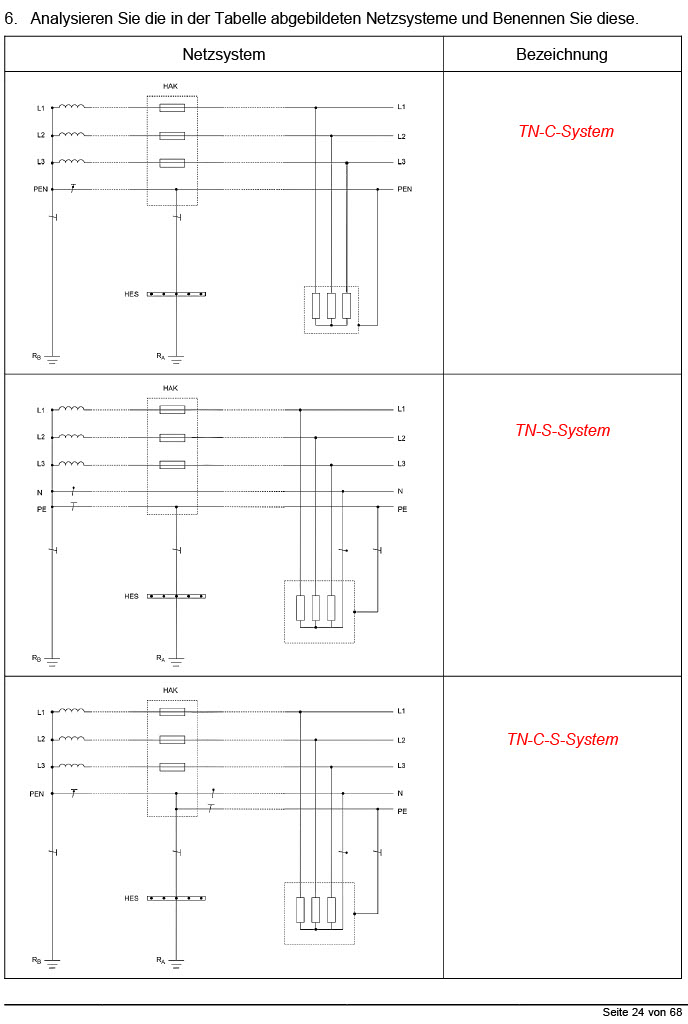 6. Analysieren Sie die in der Tabelle abgebildeten Netzsysteme und Benennen Sie diese.
Netzsystem Bezeichnung
HAK
L1 L1
TN-C-System
L2 L2
L3 L3
PEN PEN
HES
RB RA
HAK
L1 L1
TN-S-System
L2 L2
L3 L3
N N
PE PE
HES
RB RA
HAK
L1 L1
TN-C-S-System
L2 L2
L3 L3
PEN N
PE
HES
RB RA
Seite 24 von 68